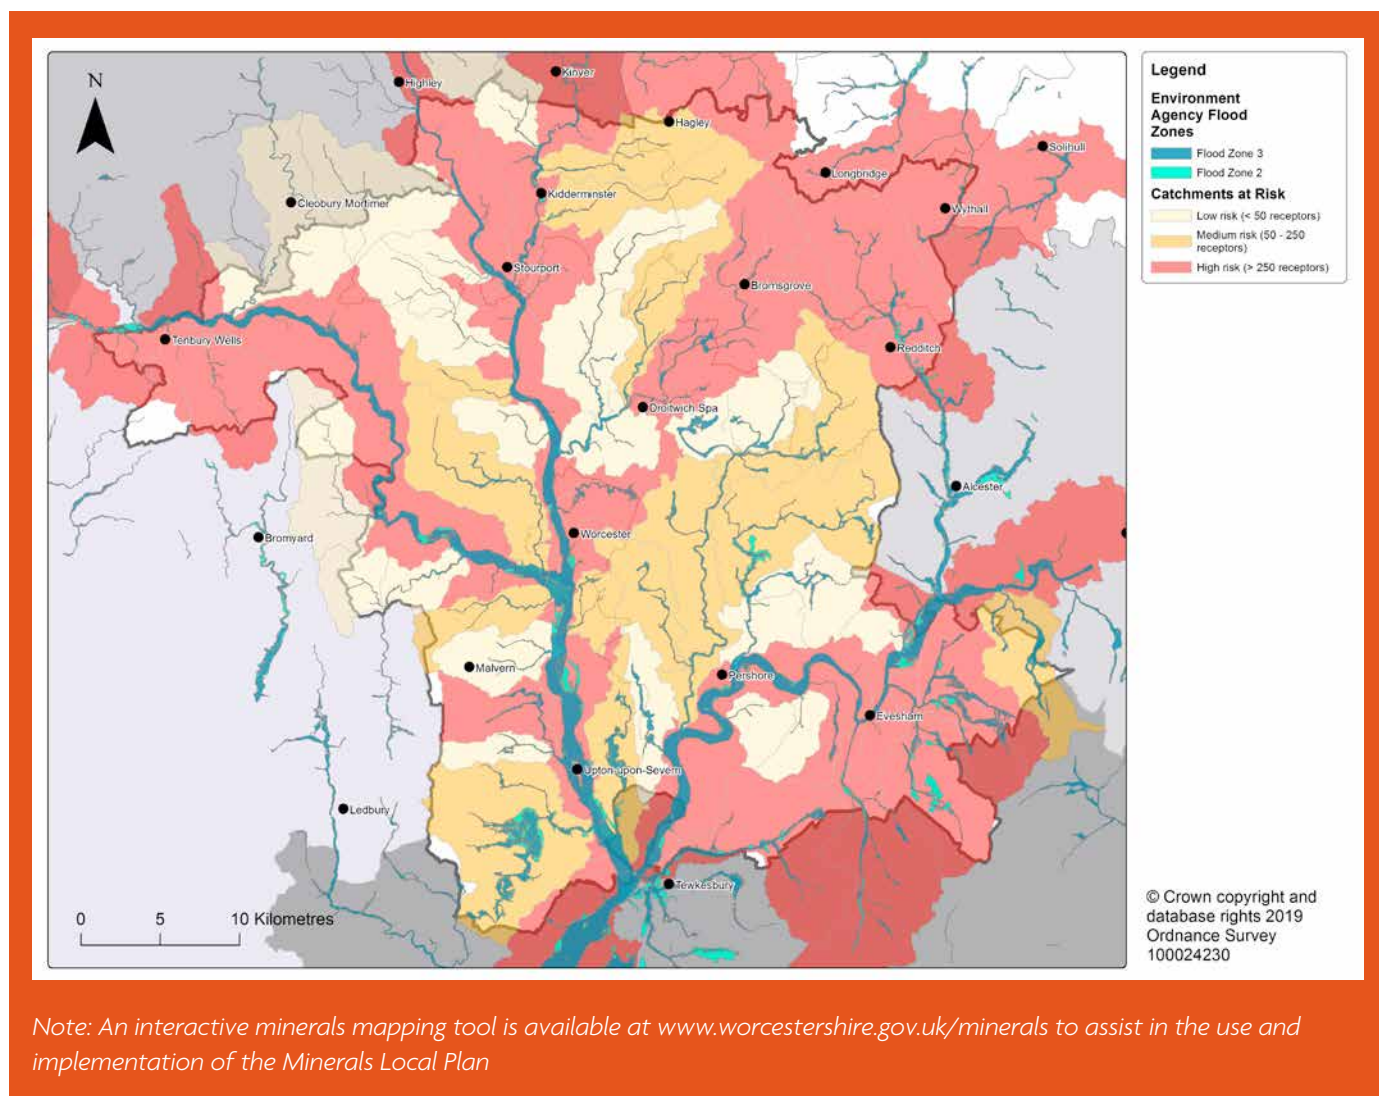 N
Highley
Kinver
Hagley
Solihull
Longbridge
Kidderminster
Cleobury Mortimer
Wythall
Stourport
Bromsgrove
Tenbury Wells
Redditch
Droitwich Spa
Alcester
Worcester
Bromyard
Malvern
Pershore
Evesham
Upton-upon-Severn
Ledbury
Tewkesbury
0 5 10 Kilometres
Legend
Environment
Agency Flood
Zones
Flood Zone 3
Flood Zone 2
Catchments at Risk
Low risk (< 50 receptors)
Medium risk (50 - 250
receptors)
High risk (> 250 receptors)
© Crown copyright and
database rights 2019
Ordnance Survey
100024230
Note: An interactive minerals mapping tool is available at www.worcestershire.gov.uk/minerals to assist in the use and
implementation of the Minerals Local Plan